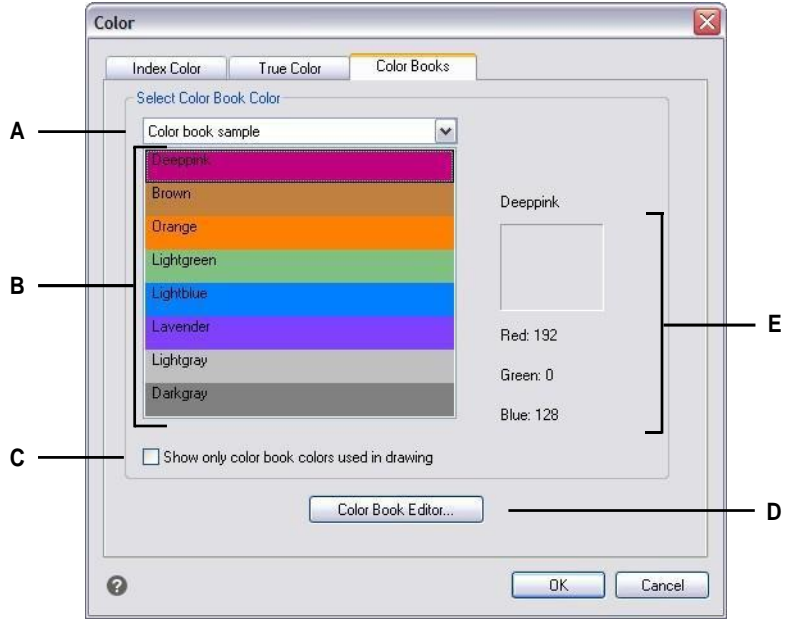 Color
Index Color True Color Color Books
Select Color Book Color
A
Color book sample
Deeppink
Brown
Orange
Lightgreen
Lightblue
Lavender
Lightgray
Darkgray
B
Deeppink
Red: 192
Green: 0
Blue: 128
E
C
Show only color book colors used in drawing
Color Book Editor...
D
?
OK Cancel